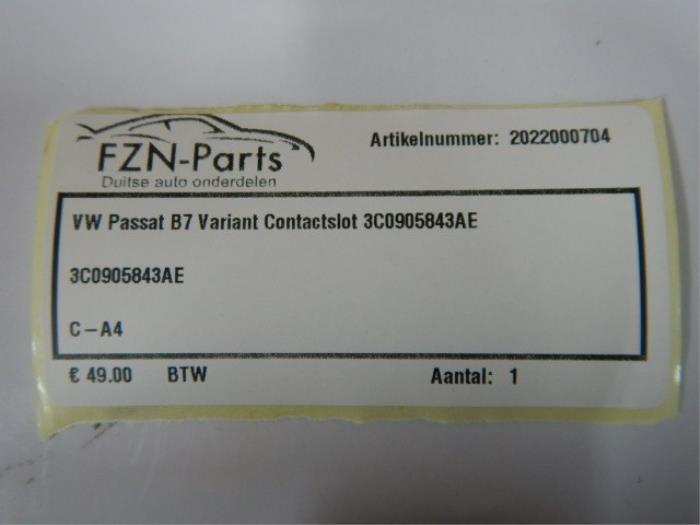 FZN-Parts
Duitse auto onderdelen
Artikelnummer: 2022000704
VW Passat B7 Variant Contactslot 3C0905843AE
3C0905843AE
C-A4
€ 49.00 BTW Aantal: 1